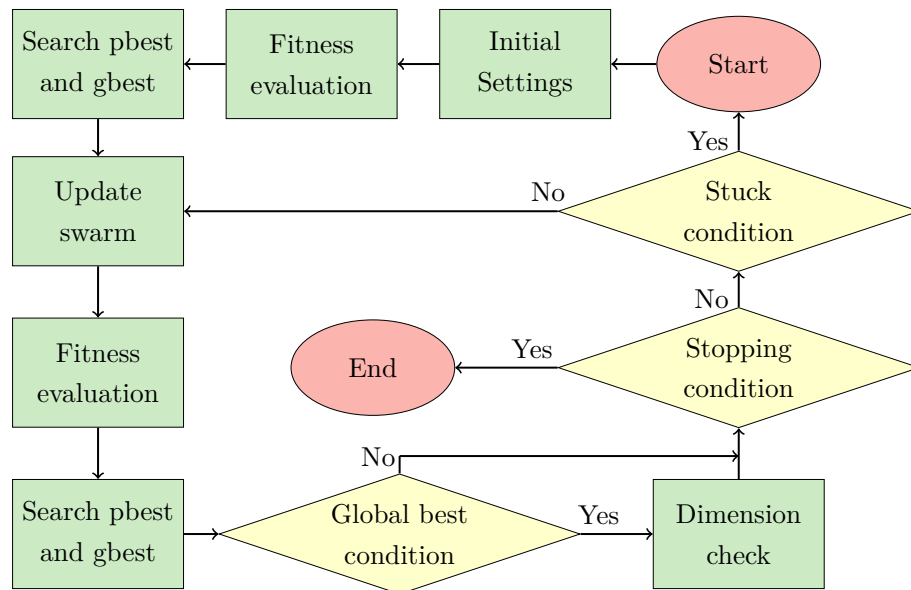 Search pbest
and gbest
Fitness
evaluation
Initial
Settings
Start
Yes
Update
swarm
No
Stuck
condition
No
Fitness
evaluation
End
Yes
Stopping
condition
No
Search pbest
and gbest
Global best
condition
Yes
Dimension
check